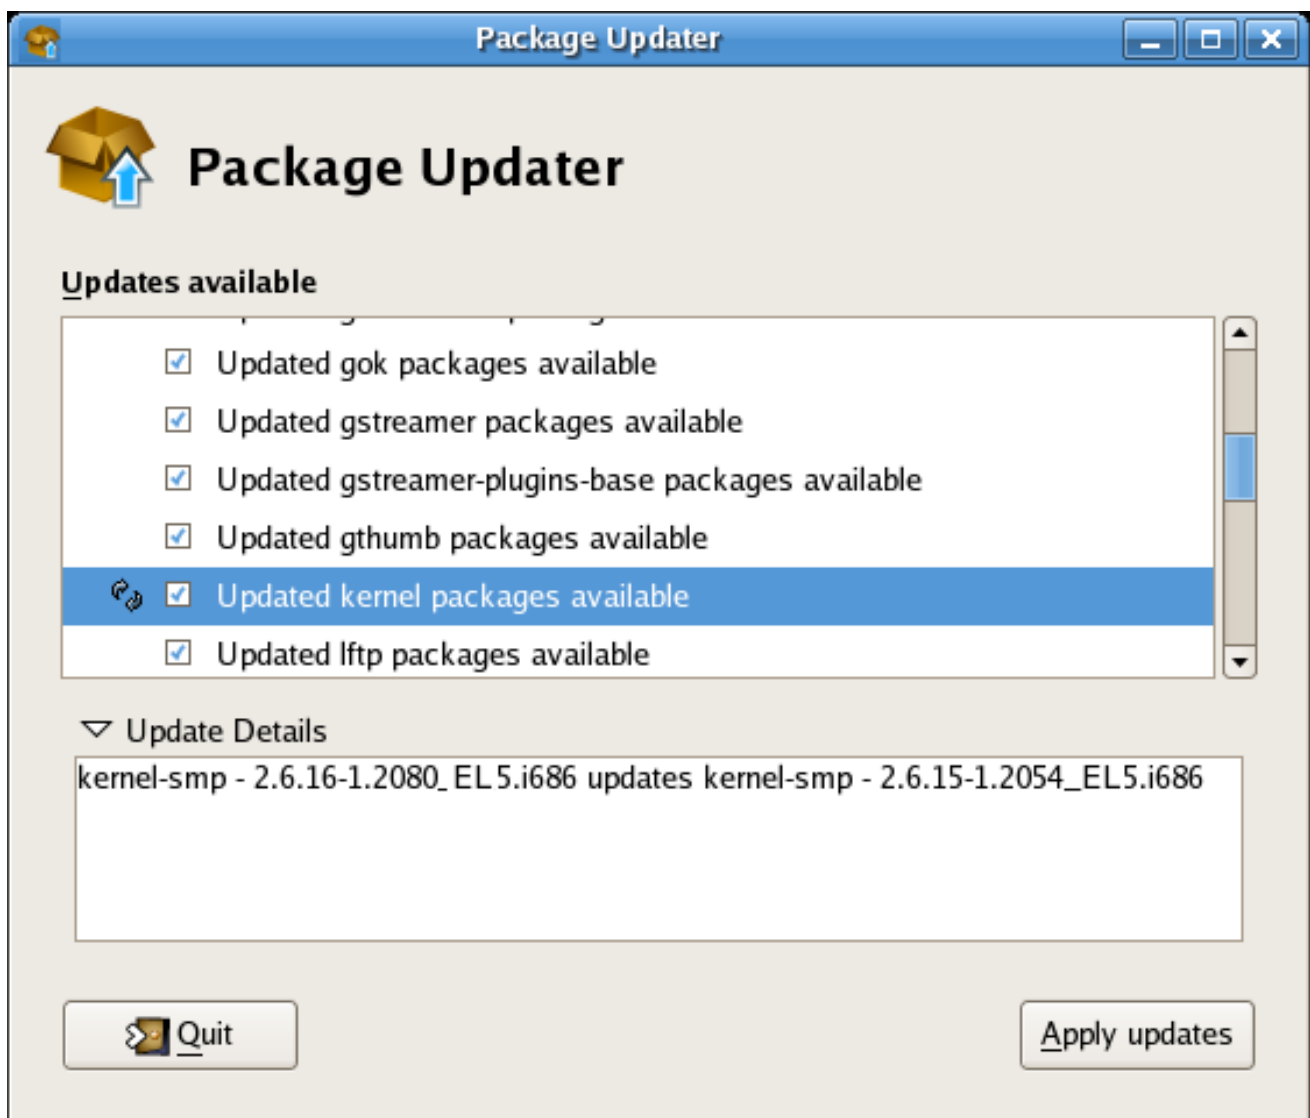 Package Updater
Package Updater
Updates available
Updated gok packages available
Updated gstreamer packages available
Updated gstreamer-plugins-base packages available
Updated gthumb packages available
Updated kernel packages available
Updated lftp packages available
Update Details
kernel-smp - 2.6.16-1.2080_EL5.i686 updates kernel-smp - 2.6.15-1.2054_EL5.i686
Quit
Apply updates